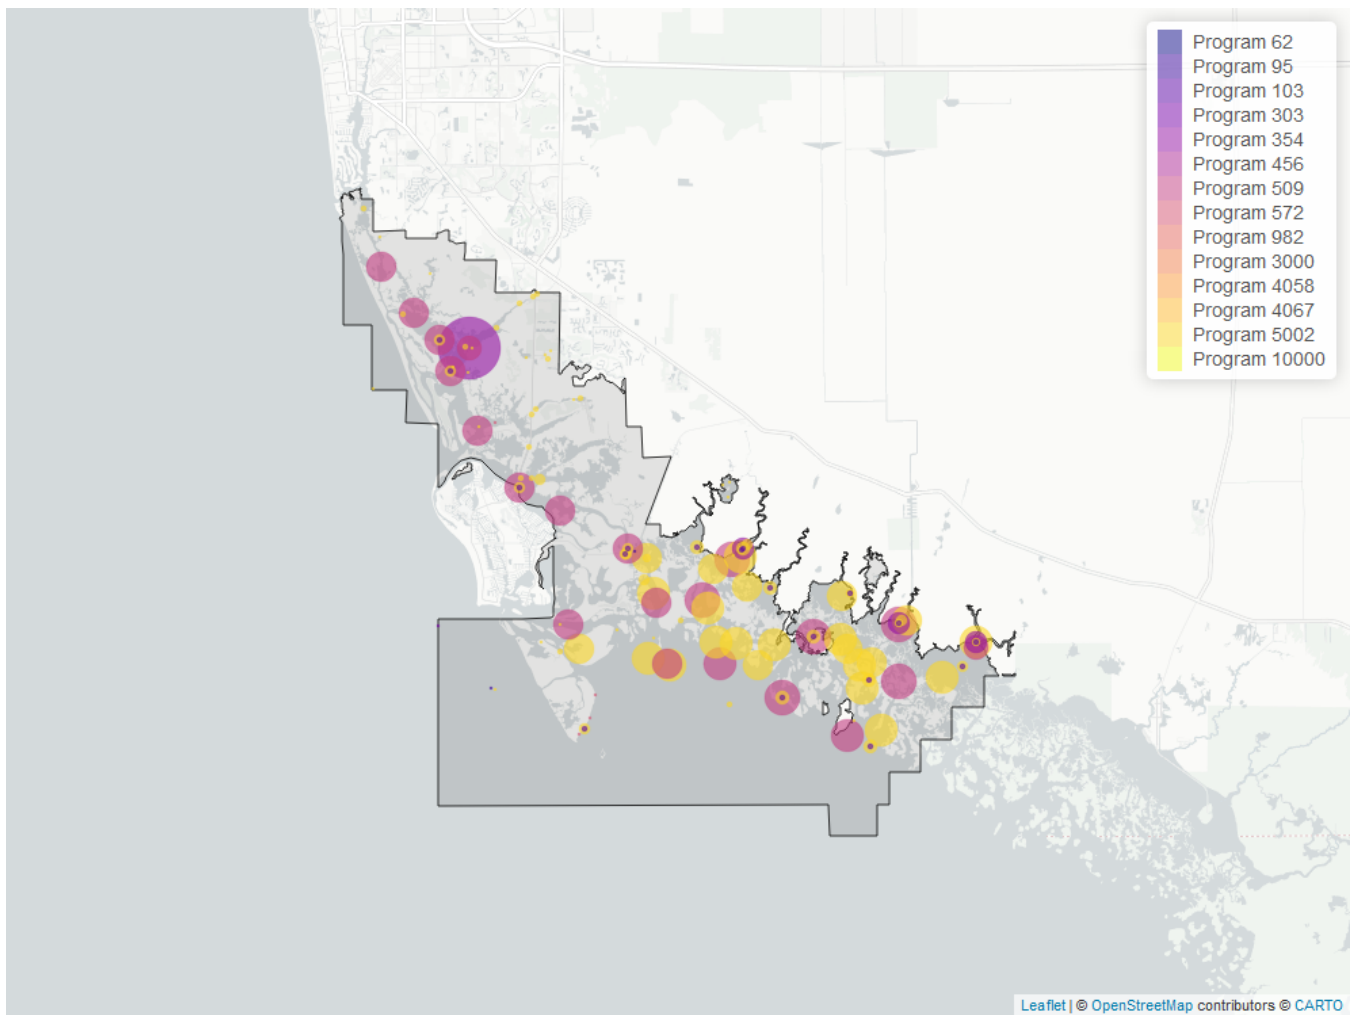 Program 62
Program 95
Program 103
Program 303
Program 354
Program 456
Program 509
Program 572
Program 982
Program 3000
Program 4058
Program 4067
Program 5002
Program 10000
Leaflet | © OpenStreetMap contributors © CARTO